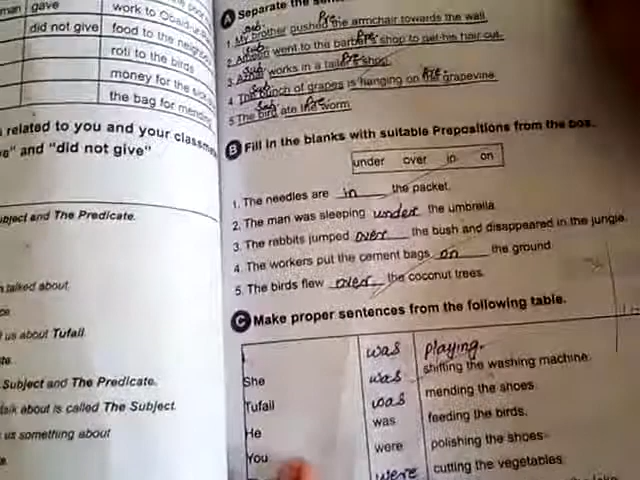 man gave work to Obaid-ur
did not give food to the neighbo
roti to the birds
money for the sick
the bag for mending
related to you and your classma
e" and "did not give"
ubject and The Predicate.
talked about.
us about Tufail.
Subject and The Predicate.
talk about is called The Subject.
us something about
A Separate the
1. My brother pushed the armchair towards the wall.
went to the barber's shop to get his hair cut.
works in a tailor shop.
4. The bunch of grapes is hanging on the grapevine.
5. The bird ate the worm.
B Fill in the blanks with suitable Prepositions from the box.
under over in on
1. The needles are in the packet.
2. The man was sleeping under the umbrella.
3. The rabbits jumped over the bush and disappeared in the jungle.
4. The workers put the cement bags on the ground.
5. The birds flew over the coconut trees.
C Make proper sentences from the following table.
I was playing.
She was shifting the washing machine.
Tufail was mending the shoes.
He was feeding the birds.
You were polishing the shoes.
were cutting the vegetables.